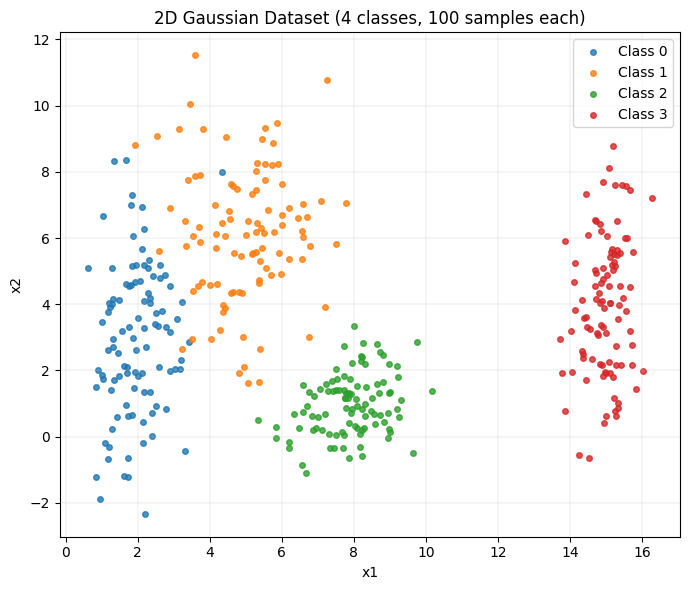 2D Gaussian Dataset (4 classes, 100 samples each)
12
10
8
6
4
2
0
−2
x2
Class 0
Class 1
Class 2
Class 3
0 2 4 6 8 10 12 14 16
x1